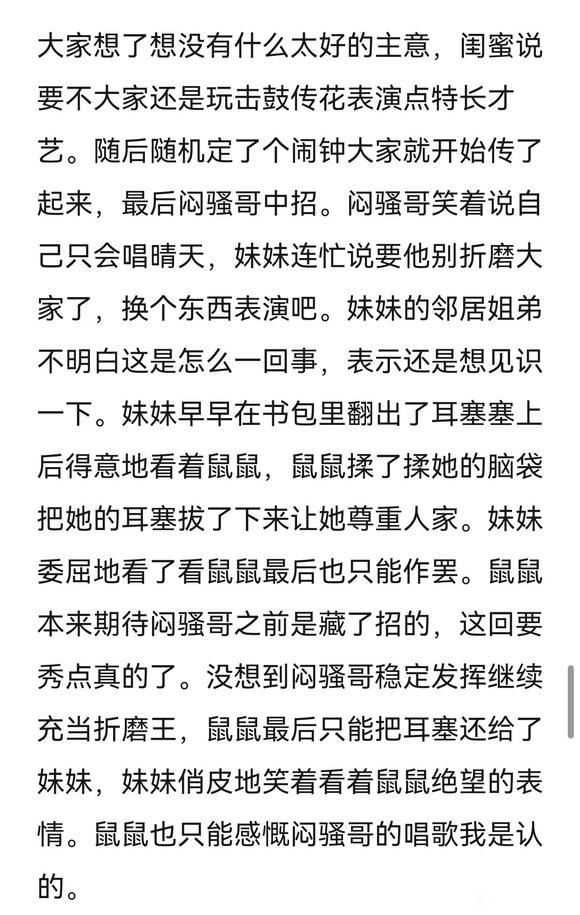 大家想了想没有什么太好的主意，闺蜜说
要不大家还是玩击鼓传花表演点特长才
艺。随后随机定了个闹钟大家就开始传了
起来，最后闷骚哥中招。闷骚哥笑着说自
己只会唱晴天，妹妹连忙说要他别折磨大
家了，换个东西表演吧。妹妹的邻居姐弟
不明白这是怎么一回事，表示还是想见识
一下。妹妹早早在书包里翻出了耳塞塞上
后得意地看着鼠鼠，鼠鼠揉了揉她的脑袋
把她的耳塞拔了下来让她尊重人家。妹妹
委屈地看了看鼠鼠最后也只能作罢。鼠鼠
本来期待闷骚哥之前是藏了招的，这回要
秀点真的了。没想到闷骚哥稳定发挥继续
充当折磨王，鼠鼠最后只能把耳塞还给了
妹妹，妹妹俏皮地笑着看着鼠鼠绝望的表
情。鼠鼠也只能感慨闷骚哥的唱歌我是认
的。